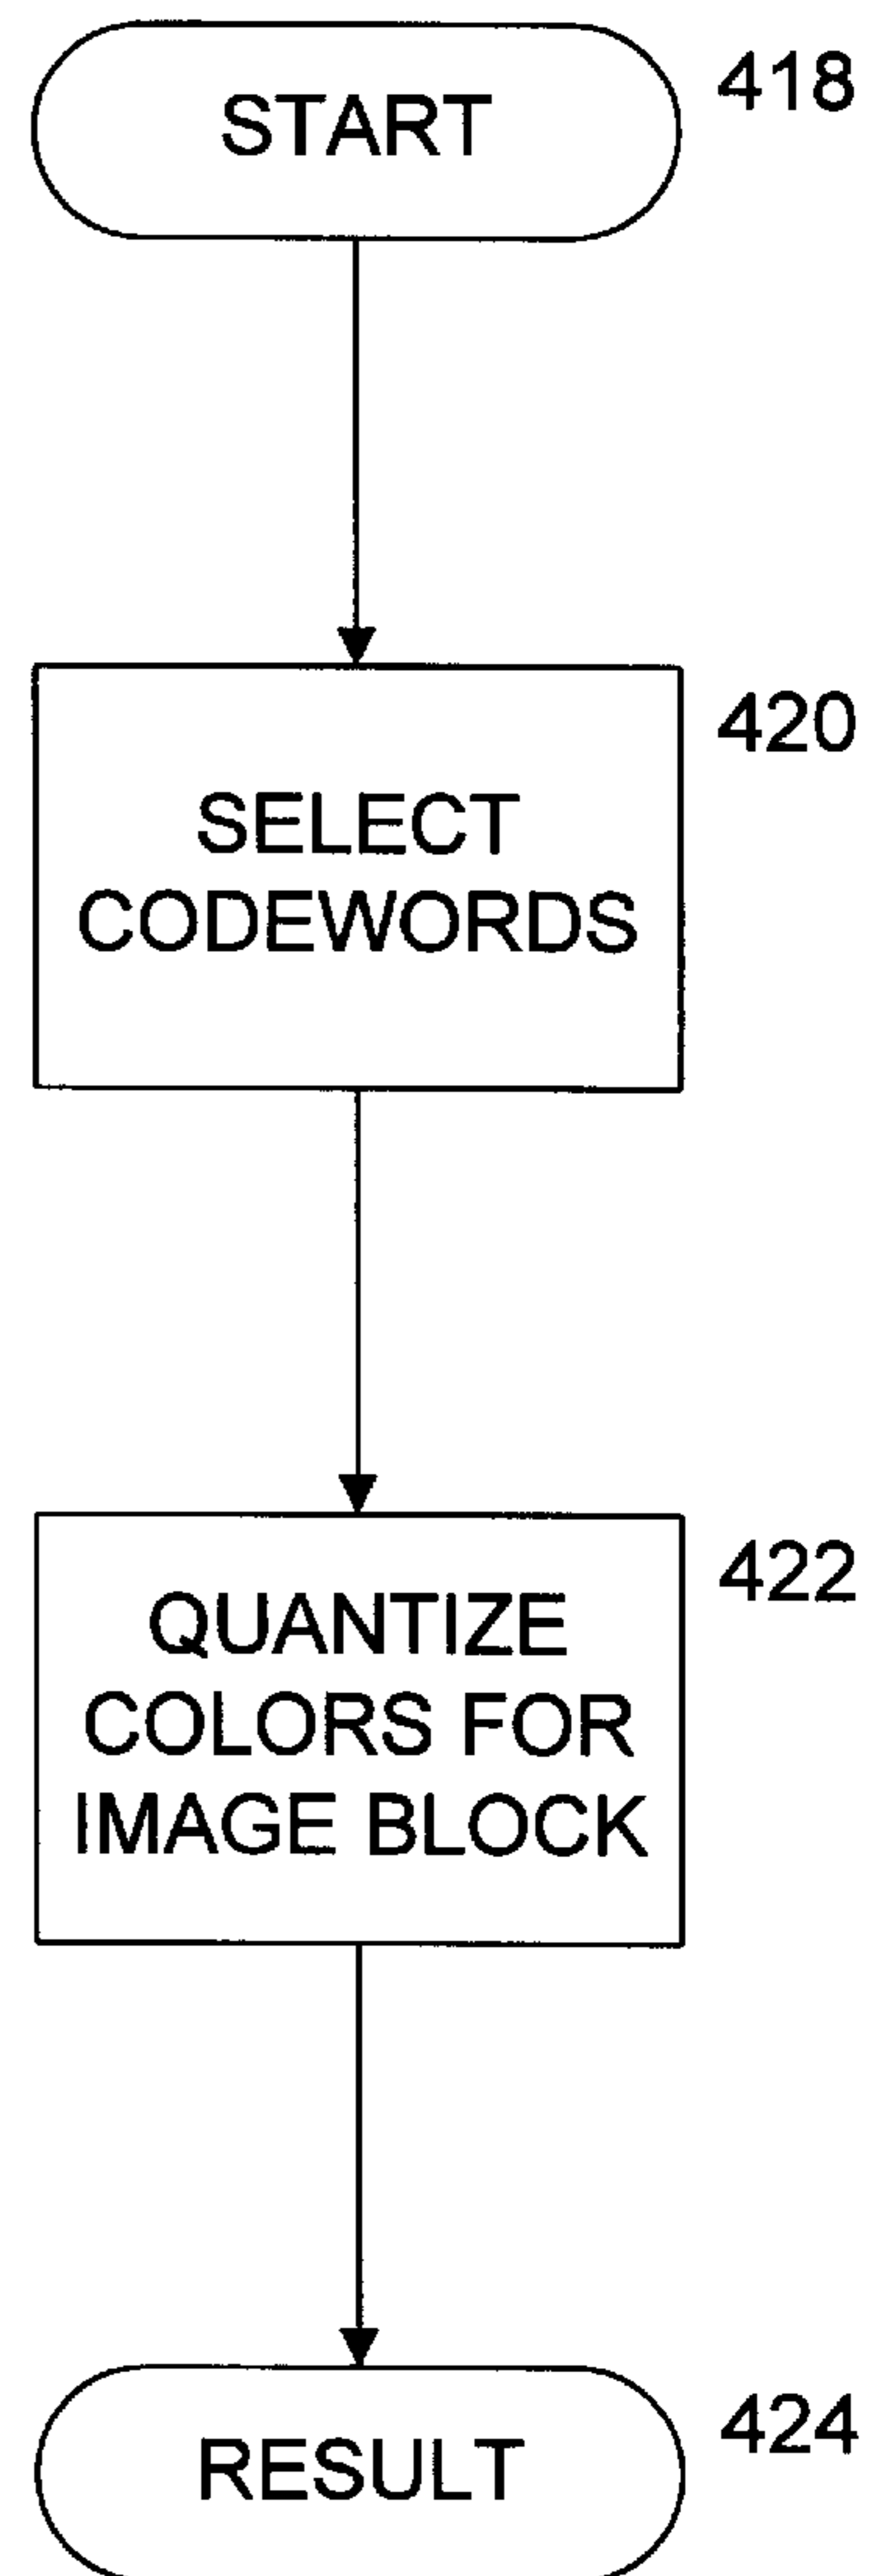 START
418
SELECT
CODEWORDS
420
QUANTIZE
COLORS FOR
IMAGE BLOCK
422
RESULT
424